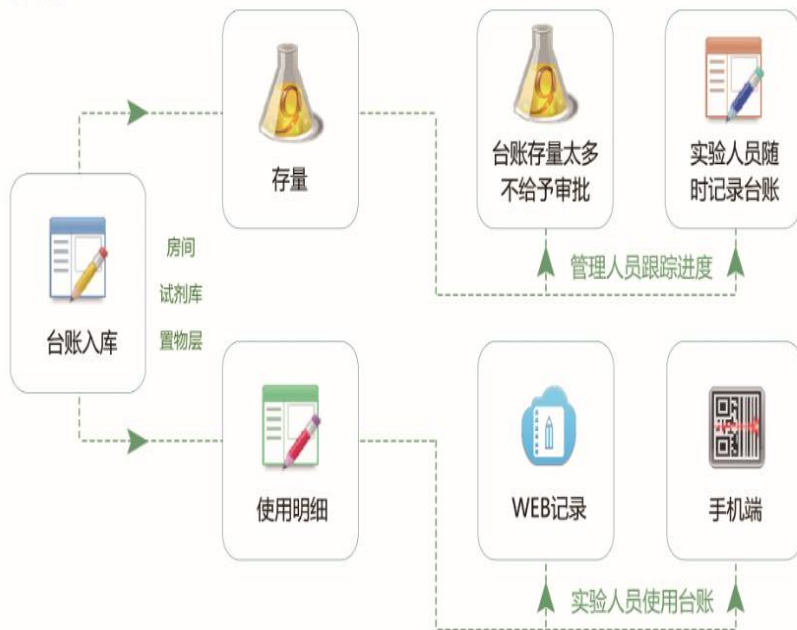 存量
台账存量太多
不给予审批
实验人员随
时记录台账
管理人员跟踪进度
台账入库
房间
试剂库
置物层
使用明细
WEB记录
手机端
实验人员使用台账